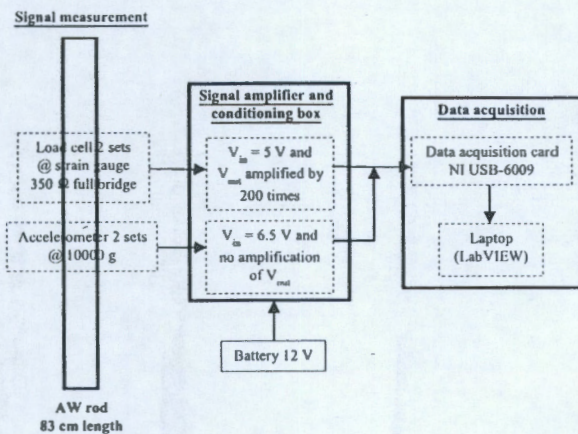 Signal measurement
Load cell 2 sets
@ strain gauge
350 Ω full bridge
Accelerometer 2 sets
@ 10000 g
AW rod
83 cm length
Signal amplifier and
conditioning box
V_in = 5 V and
V_out amplified by
200 times
V_in = 6.5 V and
no amplification
of V_out
Battery 12 V
Data acquisition
Data acquisition card
NI USB-6009
Laptop
(LabVIEW)